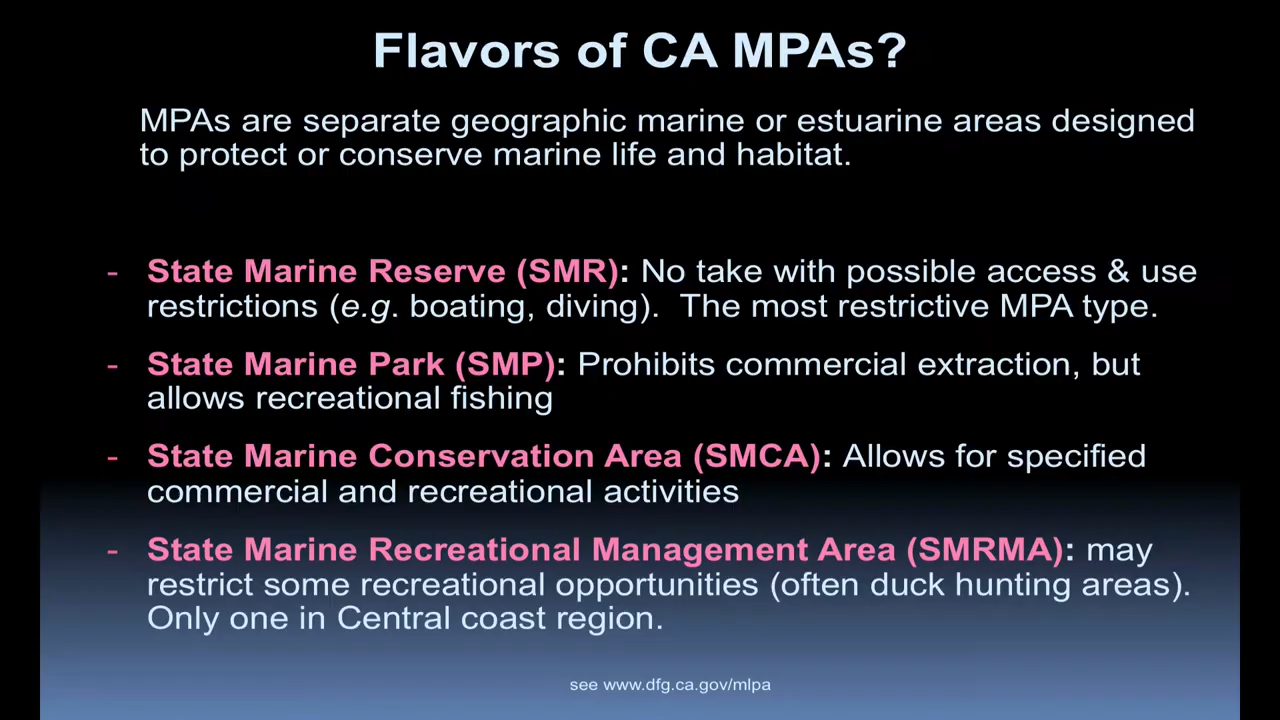 Flavors of CA MPAs?
MPAs are separate geographic marine or estuarine areas designed
to protect or conserve marine life and habitat.
- State Marine Reserve (SMR): No take with possible access & use
restrictions (e.g. boating, diving).  The most restrictive MPA type.
- State Marine Park (SMP): Prohibits commercial extraction, but
allows recreational fishing
- State Marine Conservation Area (SMCA): Allows for specified
commercial and recreational activities
- State Marine Recreational Management Area (SMRMA): may
restrict some recreational opportunities (often duck hunting areas).
Only one in Central coast region.
see www.dfg.ca.gov/mlpa